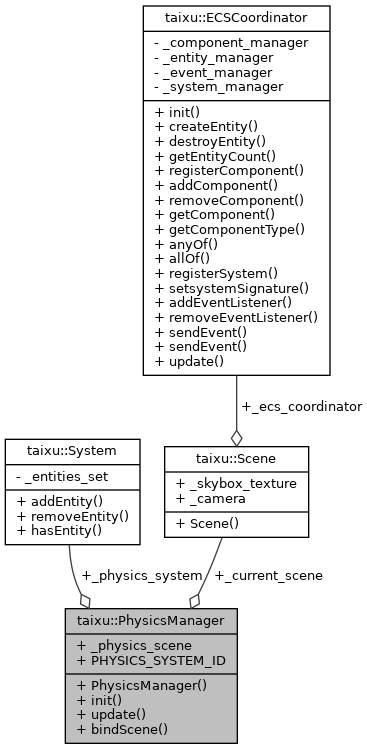 taixu::ECSCoordinator
- _component_manager
- _entity_manager
- _event_manager
- _system_manager
+ init()
+ createEntity()
+ destroyEntity()
+ getEntityCount()
+ registerComponent()
+ addComponent()
+ removeComponent()
+ getComponent()
+ getComponentType()
+ anyOf()
+ allOf()
+ registerSystem()
+ setsystemSignature()
+ addEventListener()
+ removeEventListener()
+ sendEvent()
+ sendEvent()
+ update()
+_ecs_coordinator
taixu::System
- _entities_set
+ addEntity()
+ removeEntity()
+ hasEntity()
taixu::Scene
+ _skybox_texture
+ _camera
+ Scene()
+_physics_system
+_current_scene
taixu::PhysicsManager
+ _physics_scene
+ PHYSICS_SYSTEM_ID
+ PhysicsManager()
+ init()
+ update()
+ bindScene()